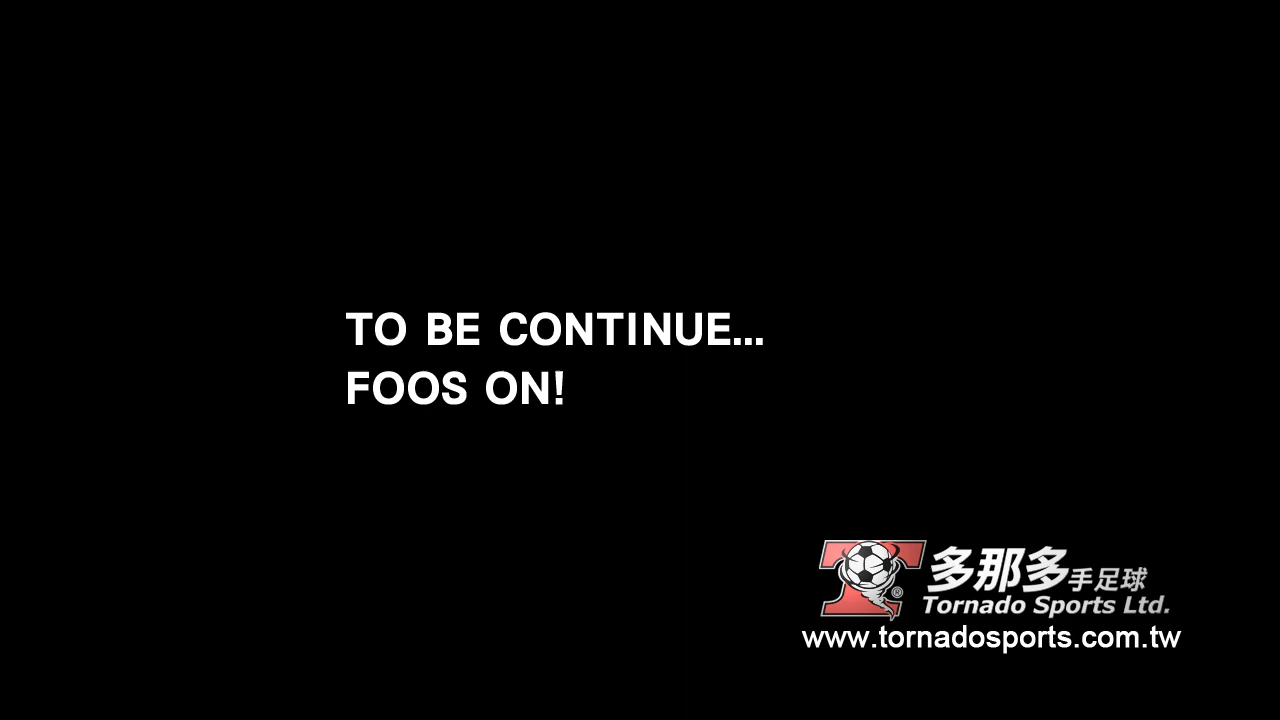 TO BE CONTINUE...
FOOS ON!
多那多手足球
Tornado Sports Ltd.
www.tornadosports.com.tw